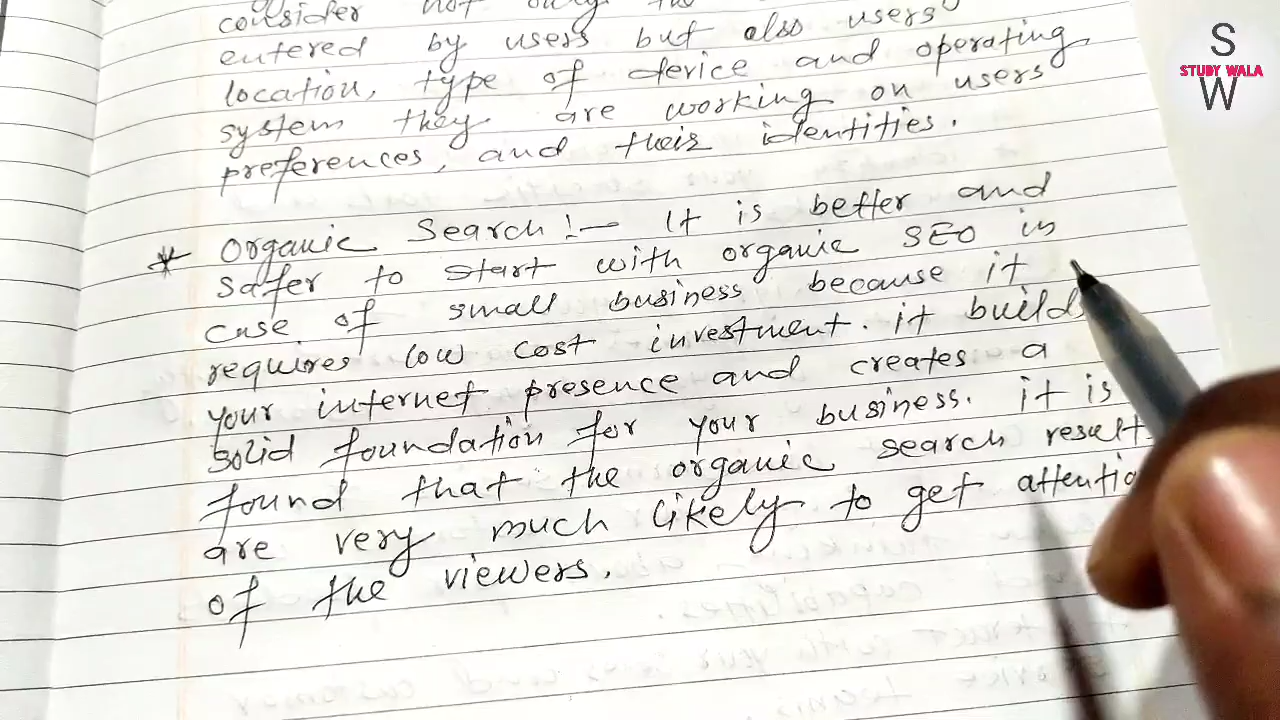 consider not only the
entered by users but also users'
location, type of device and operating
system they are working on users
preferences, and their identities.
* Organic Search :- It is better and
safer to start with organic SEO in
case of small business because it
requires low cost investment. it builds
your internet presence and creates a
solid foundation for your business. it is
found that the organic search result
are very much likely to get attentio
of the viewers.
S
STUDY WALA
W